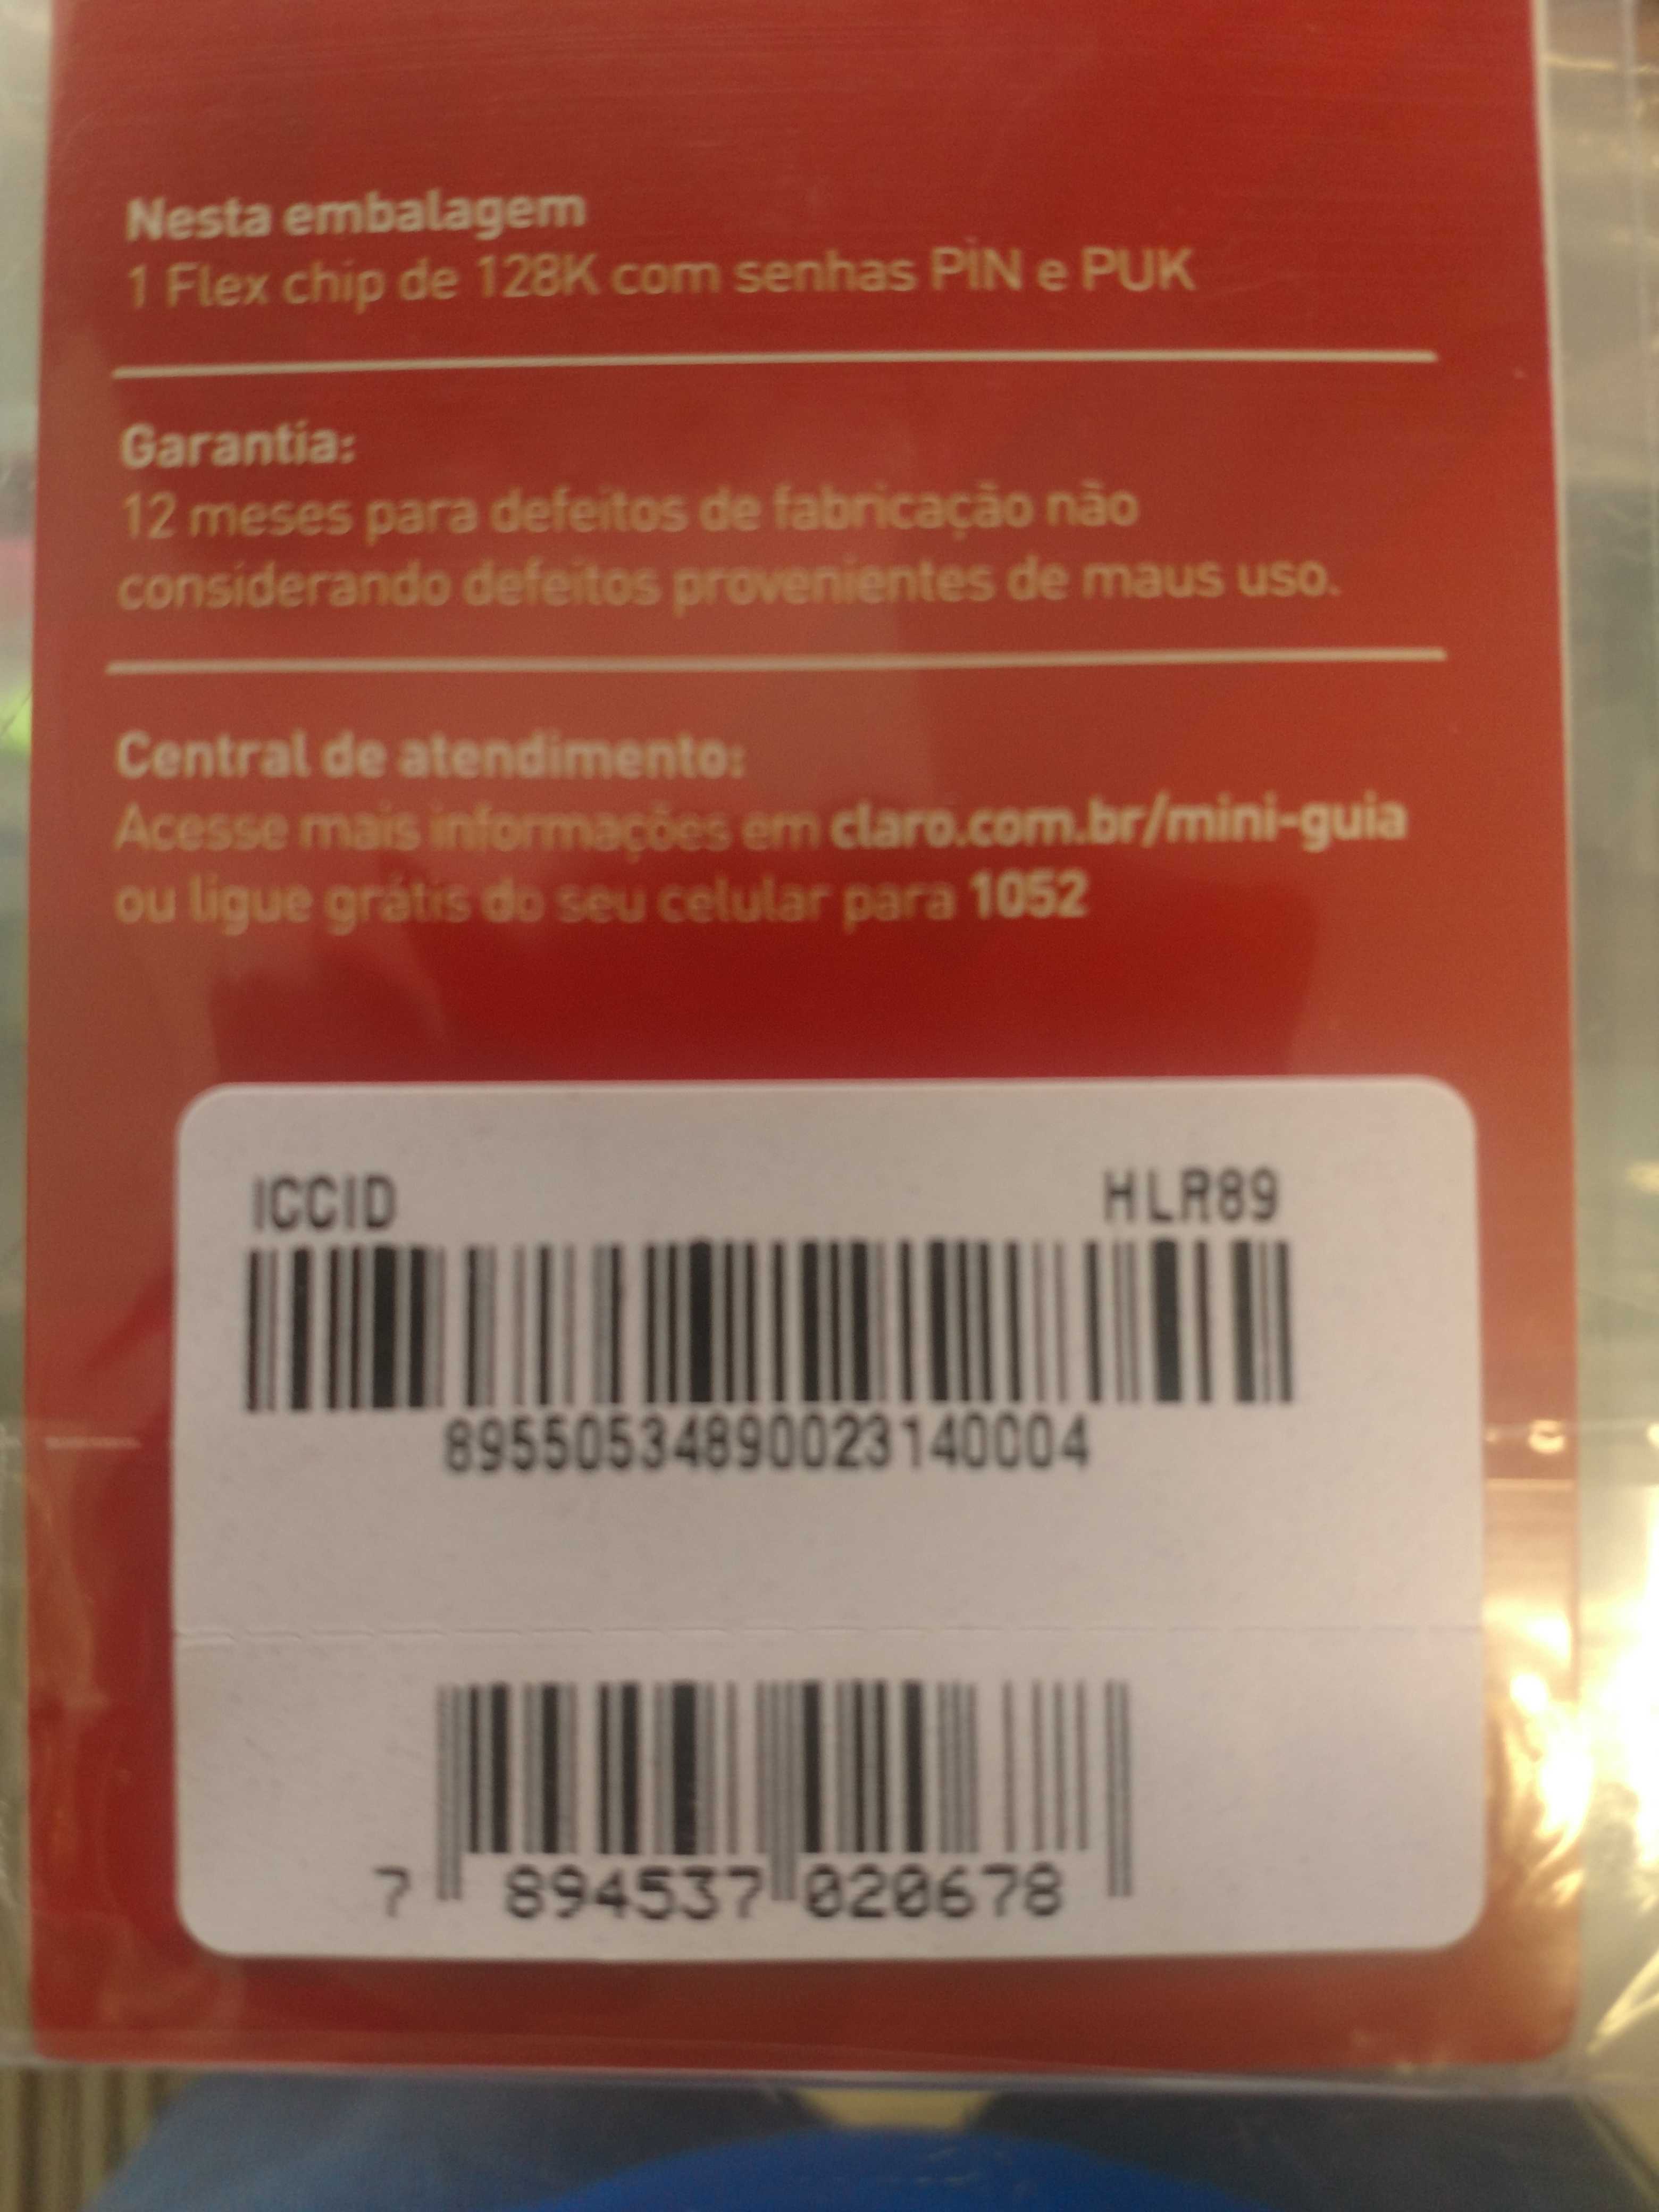 Nesta embalagem
1 Flex chip de 128K com senhas PIN e PUK
Garantia:
12 meses para defeitos de fabricação não
considerando defeitos provenientes de maus uso.
Central de atendimento:
Acesse mais informações em claro.com.br/mini-guia
ou ligue grátis do seu celular para 1052
ICCID HLR89
89550534890023140004
7 894537 020678